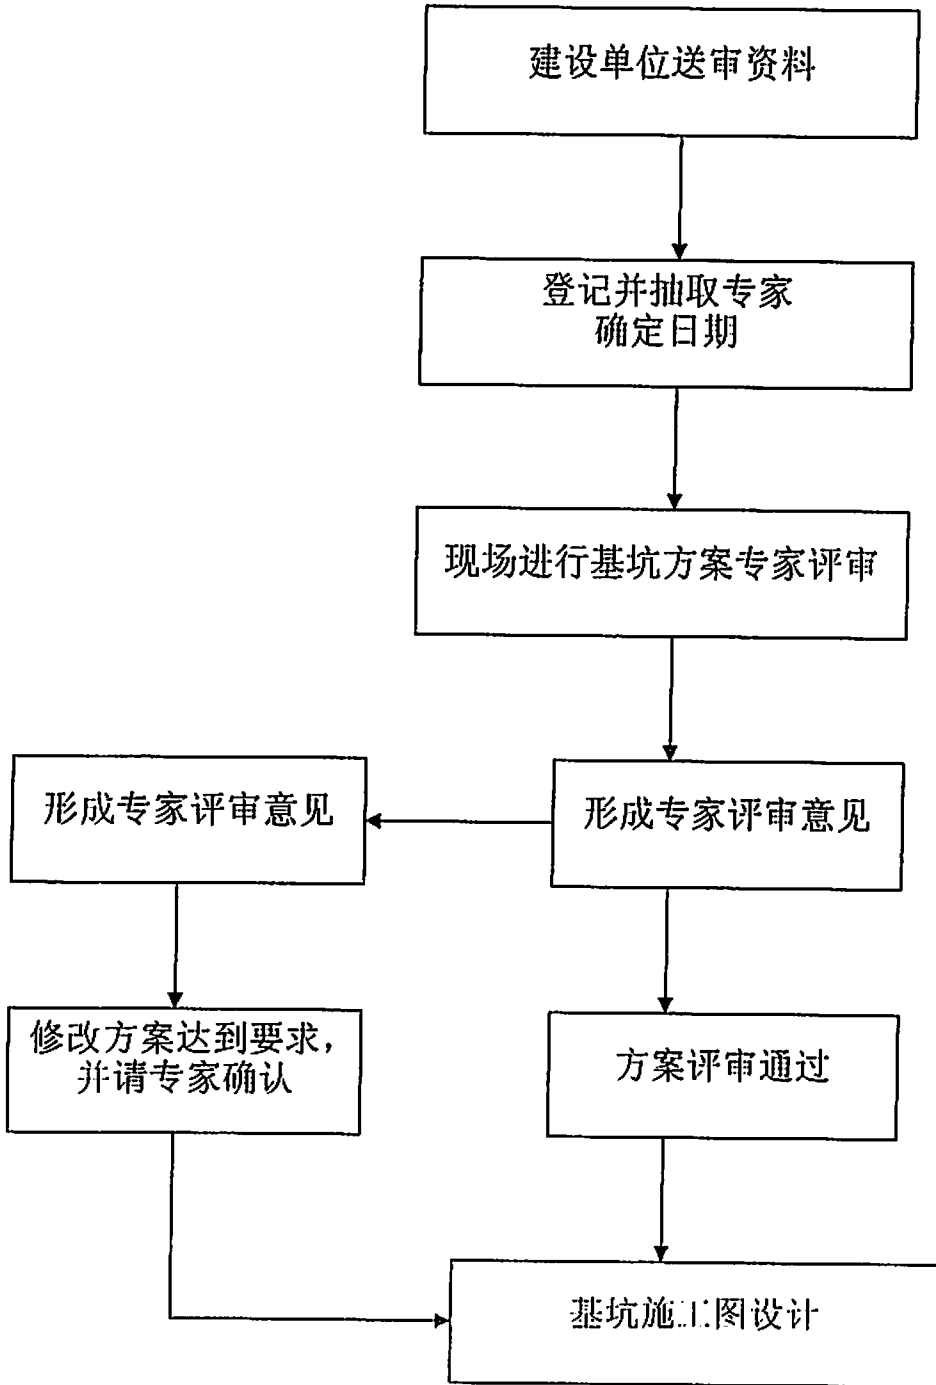 建设单位送审资料
登记并抽取专家
确定日期
现场进行基坑方案专家评审
形成专家评审意见
形成专家评审意见
修改方案达到要求，
并请专家确认
方案评审通过
基坑施工图设计